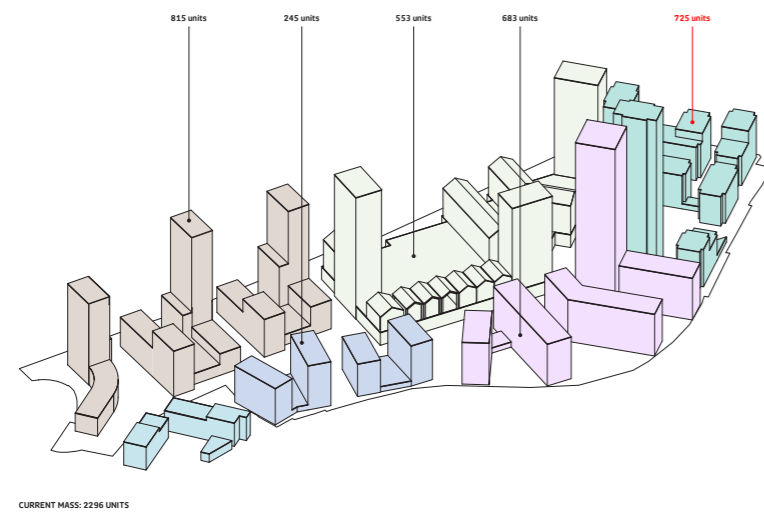 815 units
245 units
553 units
683 units
725 units
CURRENT MASS: 2296 UNITS